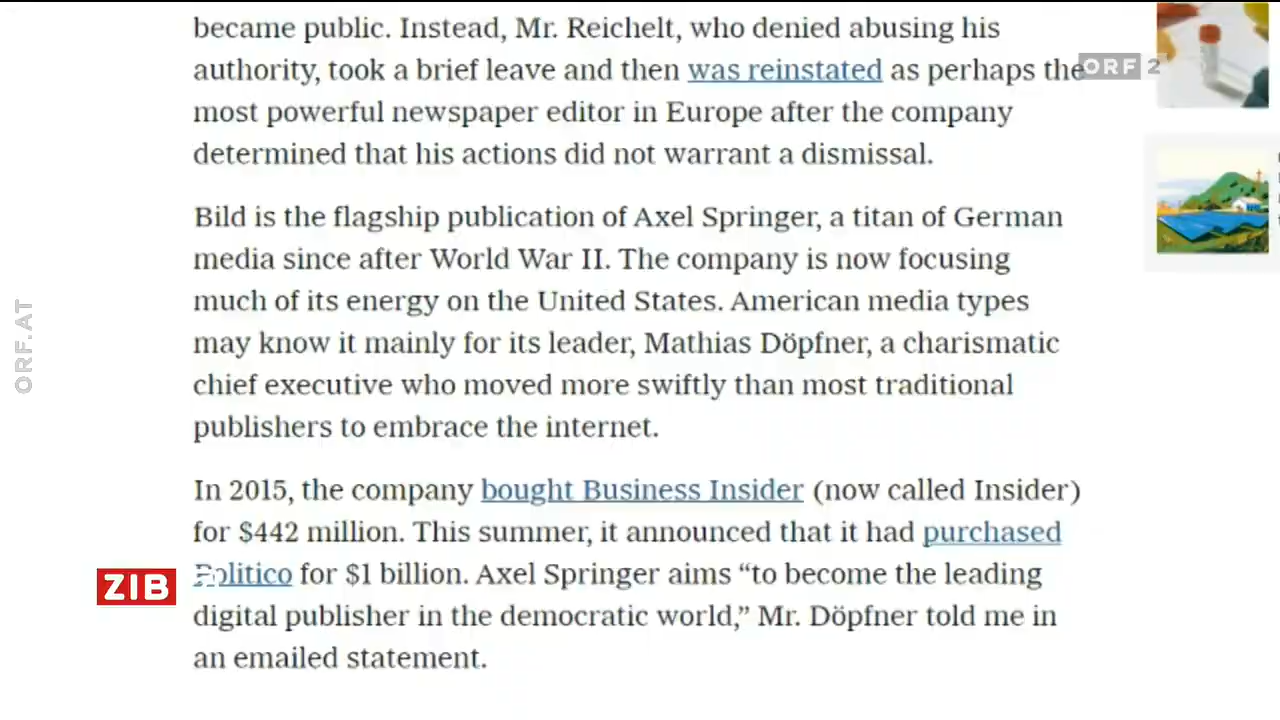 became public. Instead, Mr. Reichelt, who denied abusing his
authority, took a brief leave and then was reinstated as perhaps the
ORF 2
most powerful newspaper editor in Europe after the company
determined that his actions did not warrant a dismissal.
Bild is the flagship publication of Axel Springer, a titan of German
media since after World War II. The company is now focusing
much of its energy on the United States. American media types
may know it mainly for its leader, Mathias Döpfner, a charismatic
chief executive who moved more swiftly than most traditional
publishers to embrace the internet.
ORF.AT
In 2015, the company bought Business Insider (now called Insider)
for $442 million. This summer, it announced that it had purchased
Politico for $1 billion. Axel Springer aims “to become the leading
ZIB
digital publisher in the democratic world,” Mr. Döpfner told me in
an emailed statement.